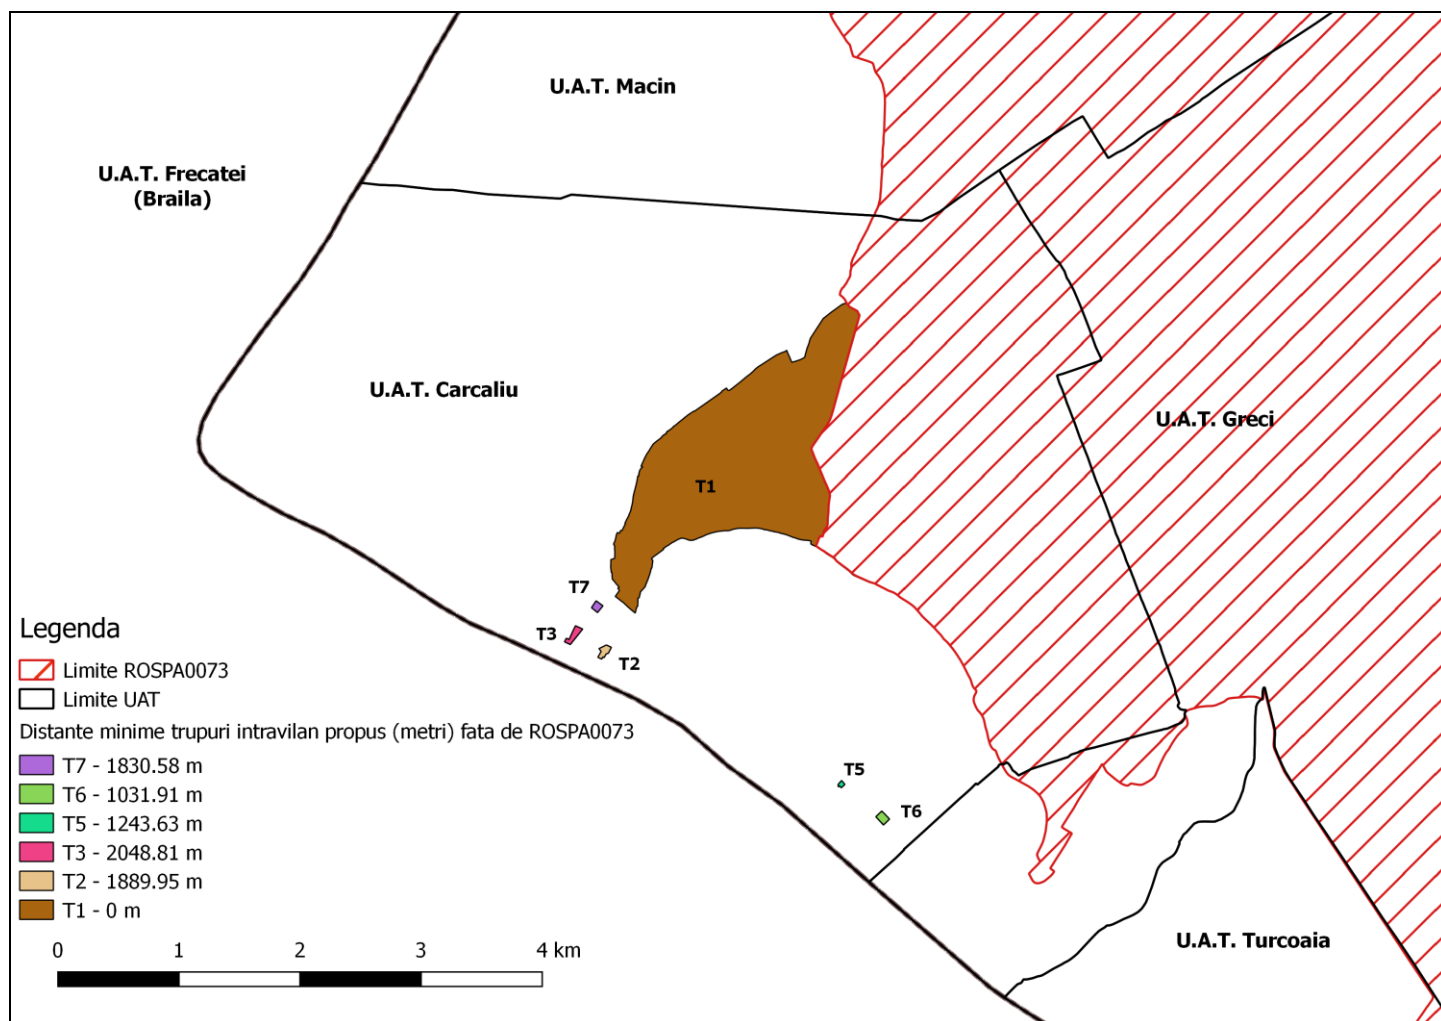 U.A.T. Macin
U.A.T. Frecatei
(Braila)
U.A.T. Carcaliu
U.A.T. Greci
T1
T7
T3
T2
T5
T6
U.A.T. Turcoaia
Legenda
Limite ROSPA0073
Limite UAT
Distante minime trupuri intravilan propus (metri) fata de ROSPA0073
T7 - 1830.58 m
T6 - 1031.91 m
T5 - 1243.63 m
T3 - 2048.81 m
T2 - 1889.95 m
T1 - 0 m
0 1 2 3 4 km